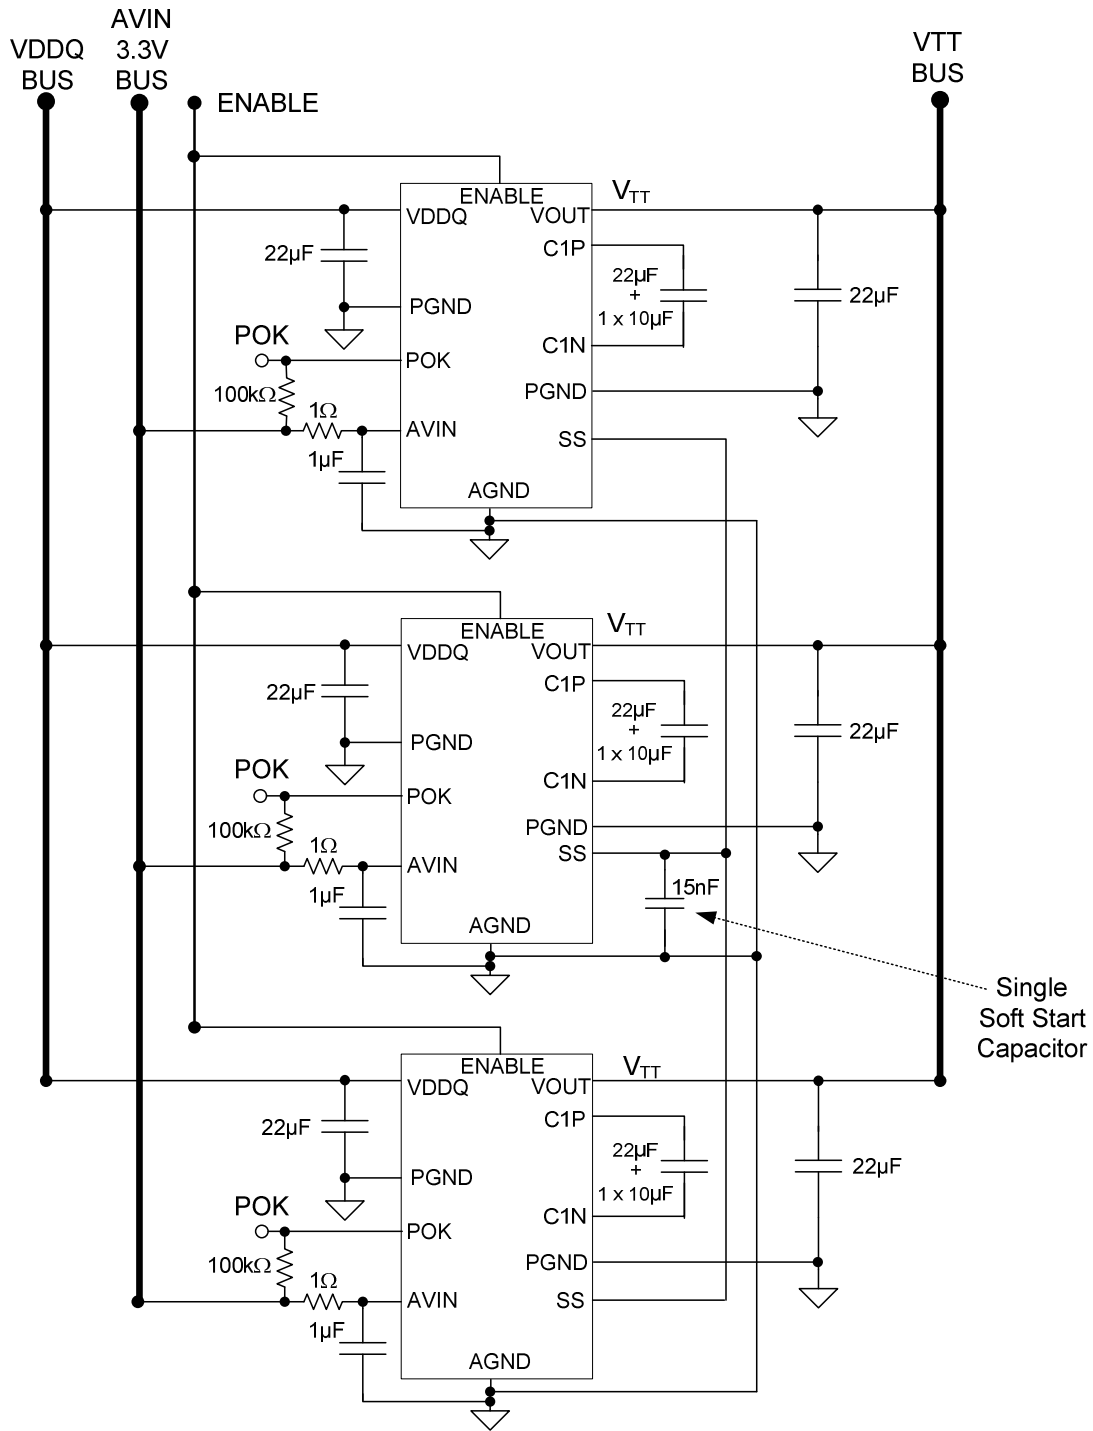 VDDQ
BUS
AVIN
3.3V
BUS
ENABLE
VTT
BUS
ENABLE
VDDQ
VOUT
VTT
22µF
C1P
22µF
+
1 x 10µF
22µF
PGND
C1N
POK
POK
100kΩ
PGND
1Ω
AVIN
SS
1µF
AGND
ENABLE
VDDQ
VOUT
VTT
22µF
C1P
22µF
+
1 x 10µF
22µF
PGND
C1N
POK
POK
100kΩ
PGND
1Ω
AVIN
SS
15nF
1µF
AGND
Single
Soft Start
Capacitor
ENABLE
VDDQ
VOUT
VTT
22µF
C1P
22µF
+
1 x 10µF
22µF
PGND
C1N
POK
POK
100kΩ
PGND
1Ω
AVIN
SS
1µF
AGND